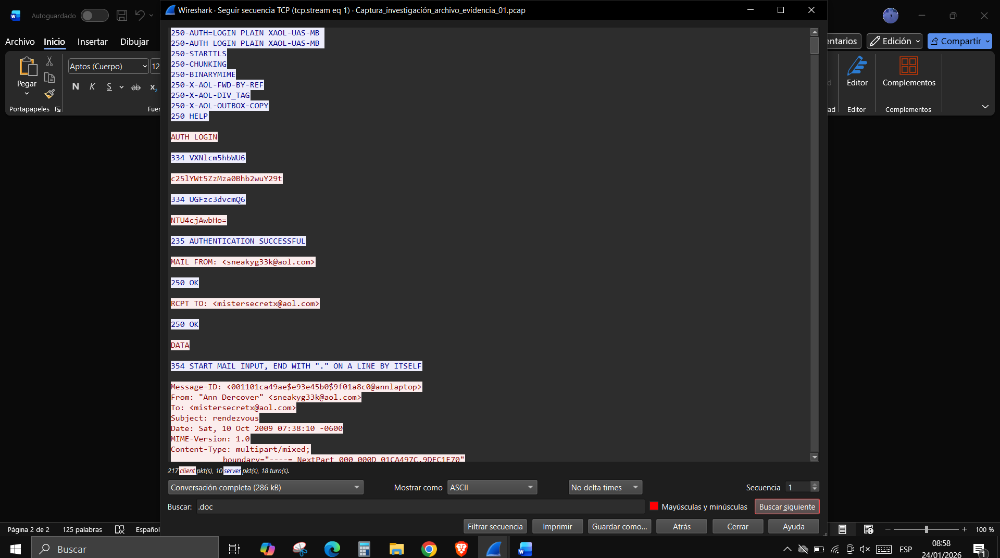 Autoguardado
Wireshark · Seguir secuencia TCP (tcp.stream eq 1) · Captura_investigación_archivo_evidencia_01.pcap
Archivo Inicio Insertar Dibujar
entarios Edición Compartir
Pegar
Aptos (Cuerpo) 12
N K S ab x2
Portapapeles Fuer
Editor Complementos
ad Editor Complementos
250-AUTH=LOGIN PLAIN XAOL-UAS-MB
250-AUTH LOGIN PLAIN XAOL-UAS-MB
250-STARTTLS
250-CHUNKING
250-BINARYMIME
250-X-AOL-FWD-BY-REF
250-X-AOL-DIV_TAG
250-X-AOL-OUTBOX-COPY
250 HELP
AUTH LOGIN
334 VXNlcm5hbWU6
c25lYWt5ZzMza0Bhb2wuY29t
334 UGFzc3dvcmQ6
NTU4cjAwbHo=
235 AUTHENTICATION SUCCESSFUL
MAIL FROM: <sneakyg33k@aol.com>
250 OK
RCPT TO: <mistersecretx@aol.com>
250 OK
DATA
354 START MAIL INPUT, END WITH "." ON A LINE BY ITSELF
Message-ID: <001101ca49ae$e93e45b0$9f01a8c0@annlaptop>
From: "Ann Dercover" <sneakyg33k@aol.com>
To: <mistersecretx@aol.com>
Subject: rendezvous
Date: Sat, 10 Oct 2009 07:38:10 -0600
MIME-Version: 1.0
Content-Type: multipart/mixed;
boundary="----=_NextPart_000_000D_01CA497C.9DEC1E70"
217 client pkt(s), 10 server pkt(s), 18 turn(s).
Conversación completa (286 kB) Mostrar como ASCII No delta times Secuencia 1
Buscar: .doc Mayúsculas y minúsculas Buscar siguiente
Filtrar secuencia Imprimir Guardar como... Atrás Cerrar Ayuda
Página 2 de 2 125 palabras Español 100 %
Buscar
ESP
08:58
24/01/2026
1